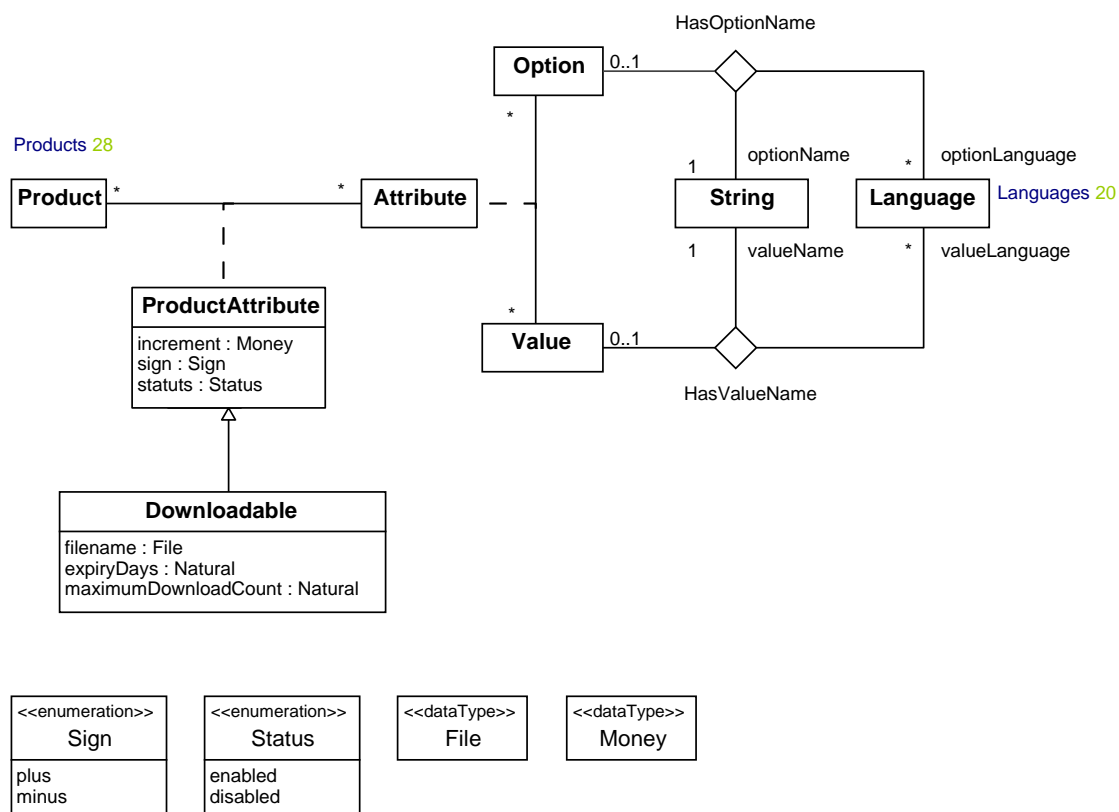 HasOptionName
Option
0..1
*
optionName
optionLanguage
1
*
Products 28
Product
*
*
Attribute
String
Language
Languages 20
1
valueName
*
valueLanguage
ProductAttribute
increment : Money
sign : Sign
statuts : Status
*
Value
0..1
HasValueName
Downloadable
filename : File
expiryDays : Natural
maximumDownloadCount : Natural
<<enumeration>>
Sign
plus
minus
<<enumeration>>
Status
enabled
disabled
<<dataType>>
File
<<dataType>>
Money